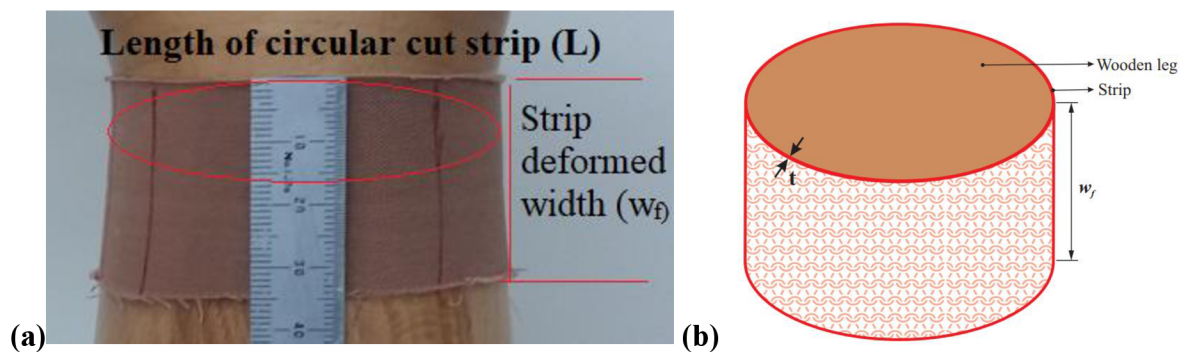 Length of circular cut strip (L)
Strip
deformed
width (wf)
10
20
30
40
(a)
Wooden leg
Strip
t
wf
(b)